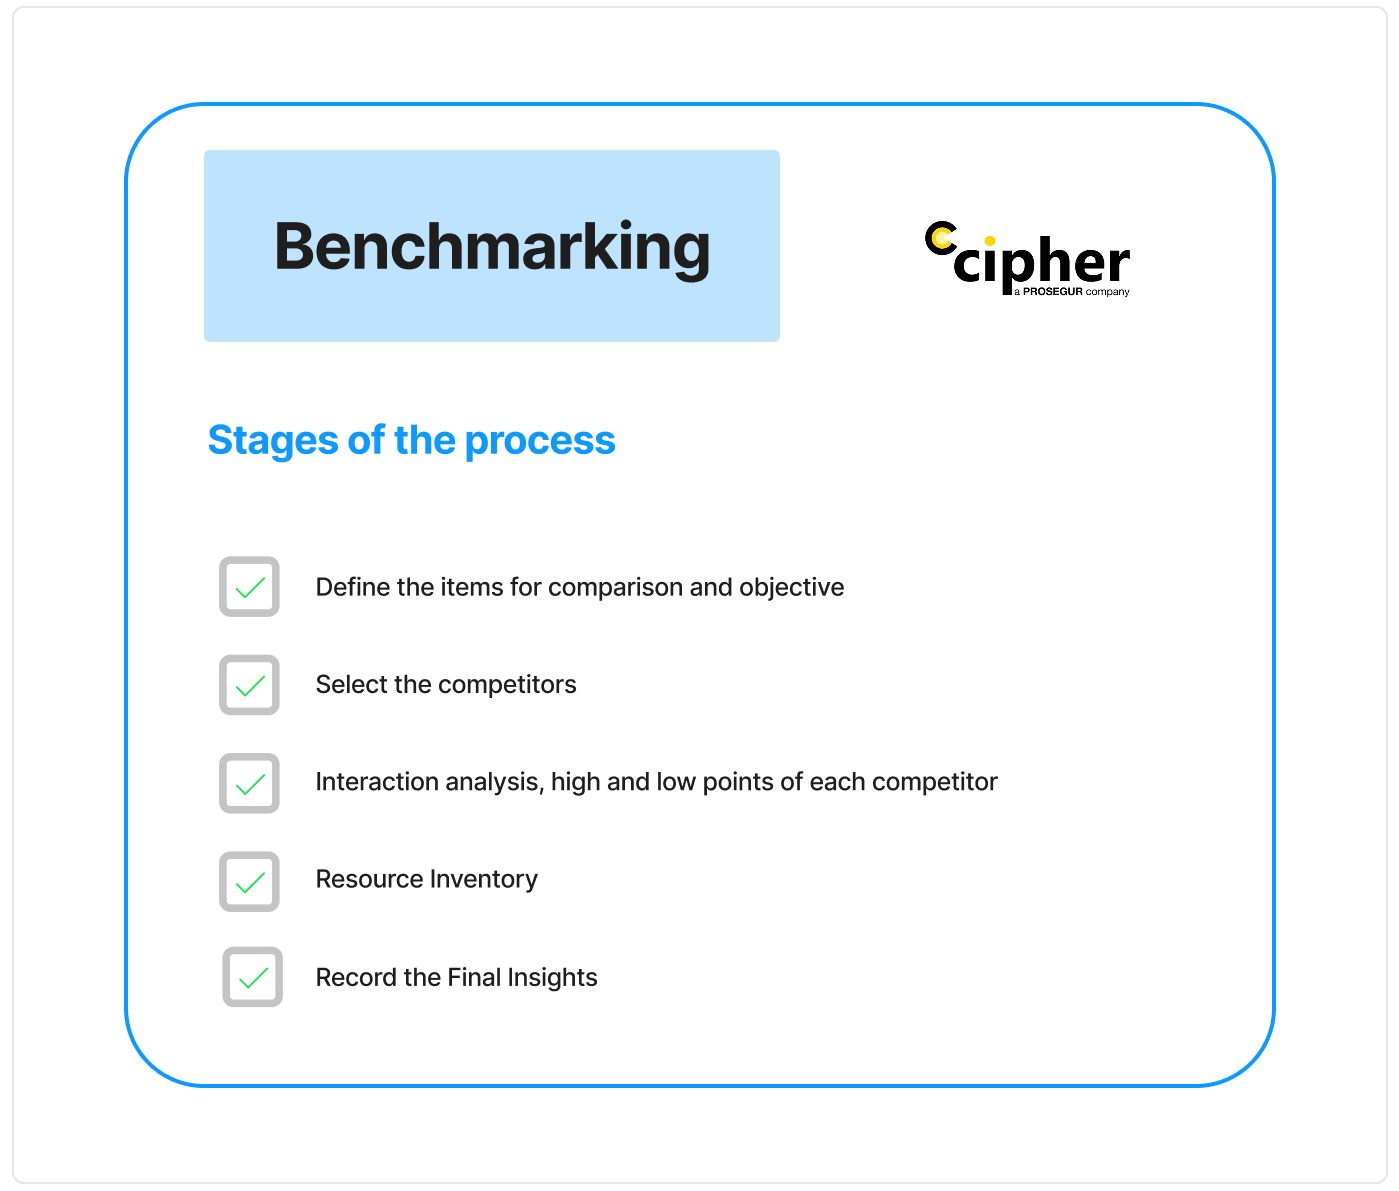 Benchmarking
cipher
a PROSEGUR company
Stages of the process
Define the items for comparison and objective
Select the competitors
Interaction analysis, high and low points of each competitor
Resource Inventory
Record the Final Insights